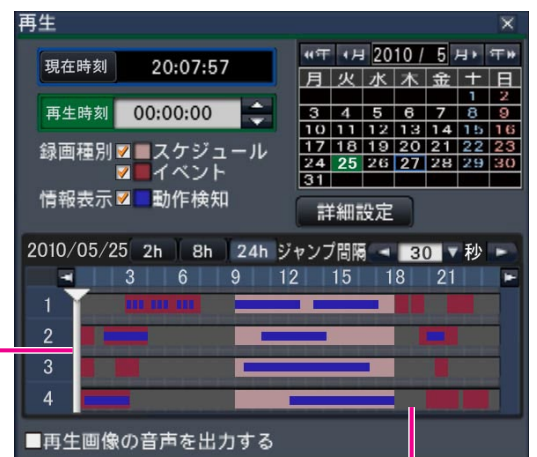 再生
現在時刻 20:07:57
再生時刻 00:00:00
録画種別 スケジュール
イベント
情報表示 動作検知
年 月 2010 / 5 月 年
月 火 水 木 金 土 日
1 2
3 4 5 6 7 8 9
10 11 12 13 14 15 16
17 18 19 20 21 22 23
24 25 26 27 28 29 30
31
詳細設定
2010/05/25 2h 8h 24h ジャンプ間隔 30 秒
3 6 9 12 15 18 21
1
2
3
4
再生画像の音声を出力する